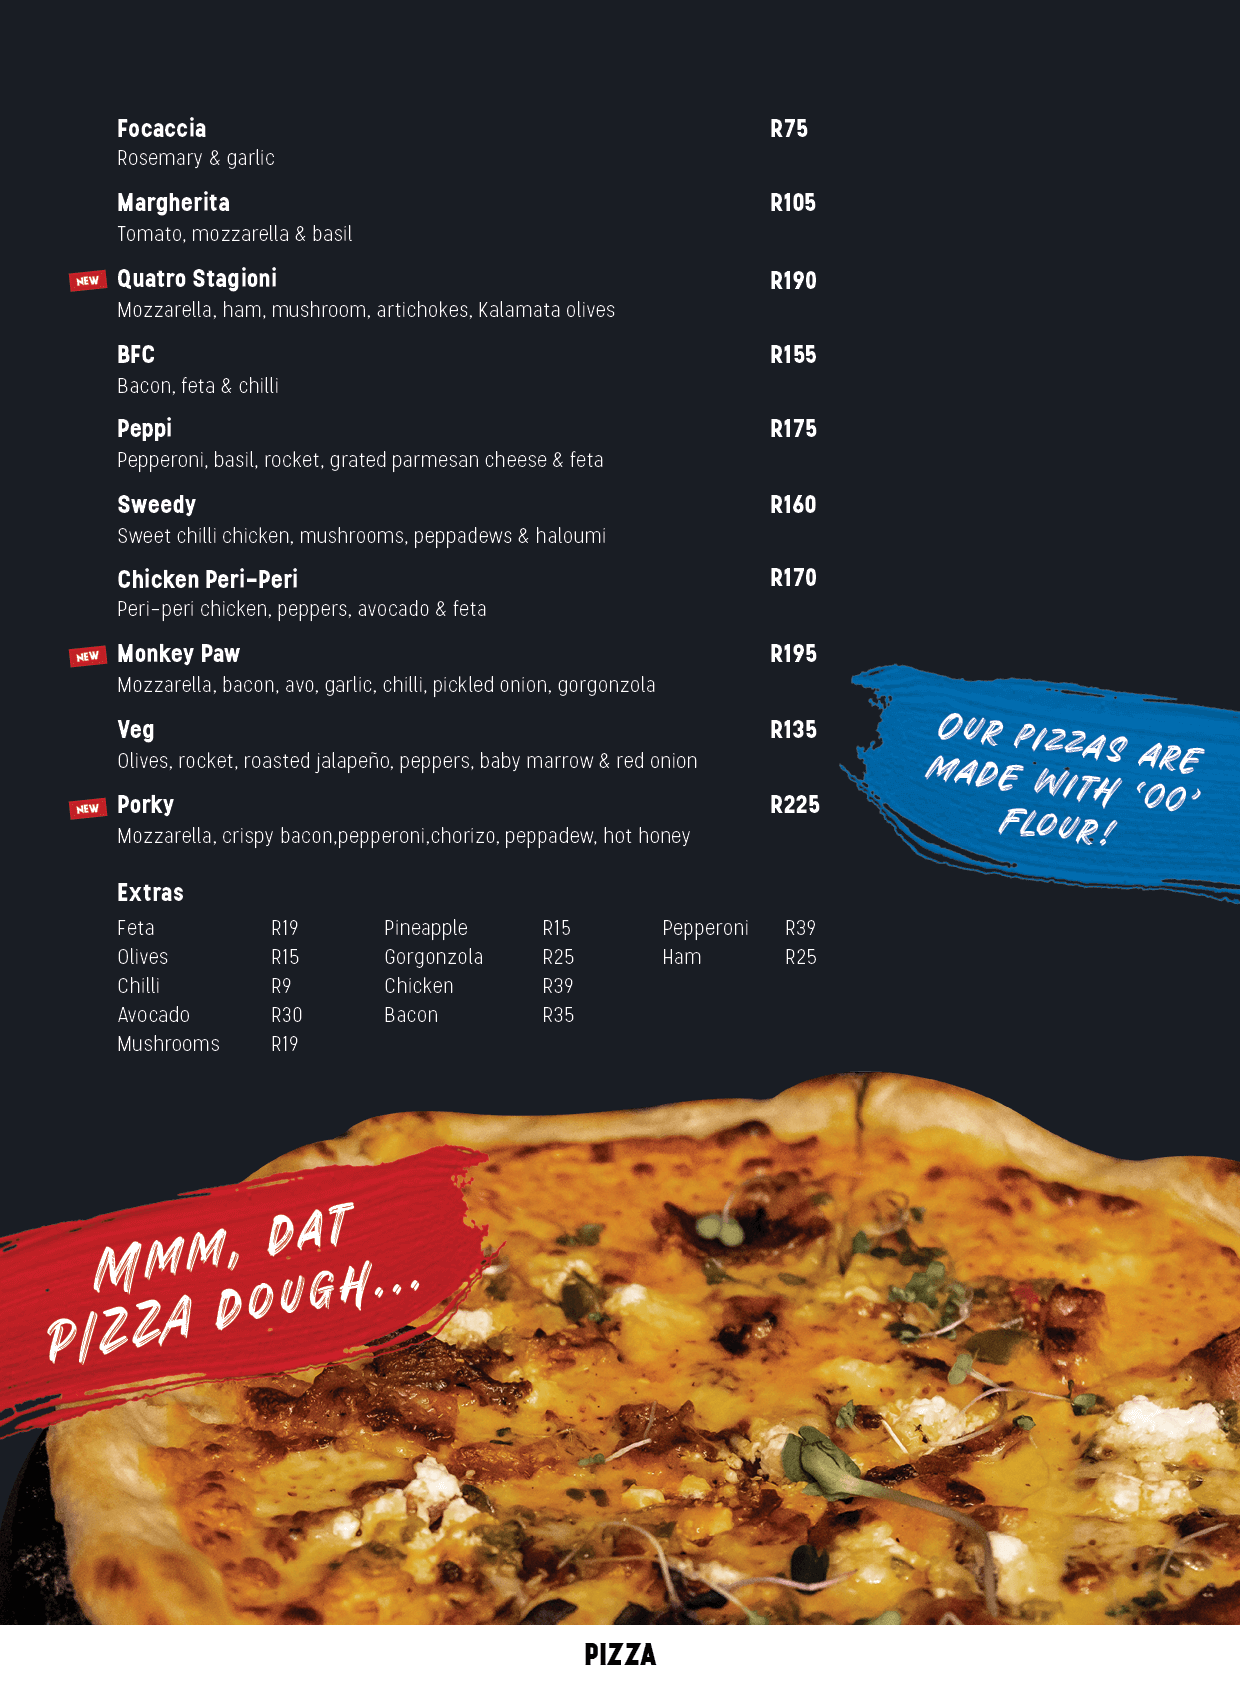 Focaccia R75
Rosemary & garlic
Margherita R105
Tomato, mozzarella & basil
NEW Quatro Stagioni R190
Mozzarella, ham, mushroom, artichokes, Kalamata olives
BFC R155
Bacon, feta & chilli
Peppi R175
Pepperoni, basil, rocket, grated parmesan cheese & feta
Sweedy R160
Sweet chilli chicken, mushrooms, peppadews & haloumi
Chicken Peri-Peri R170
Peri-peri chicken, peppers, avocado & feta
NEW Monkey Paw R195
Mozzarella, bacon, avo, garlic, chilli, pickled onion, gorgonzola
Veg R135
Olives, rocket, roasted jalapeño, peppers, baby marrow & red onion
NEW Porky R225
Mozzarella, crispy bacon,pepperoni,chorizo, peppadew, hot honey
OUR PIZZAS ARE
MADE WITH ‘00’
FLOUR!
Extras
Feta R19 Pineapple R15 Pepperoni R39
Olives R15 Gorgonzola R25 Ham R25
Chilli R9 Chicken R39
Avocado R30 Bacon R35
Mushrooms R19
MMM, DAT
PIZZA DOUGH...
PIZZA